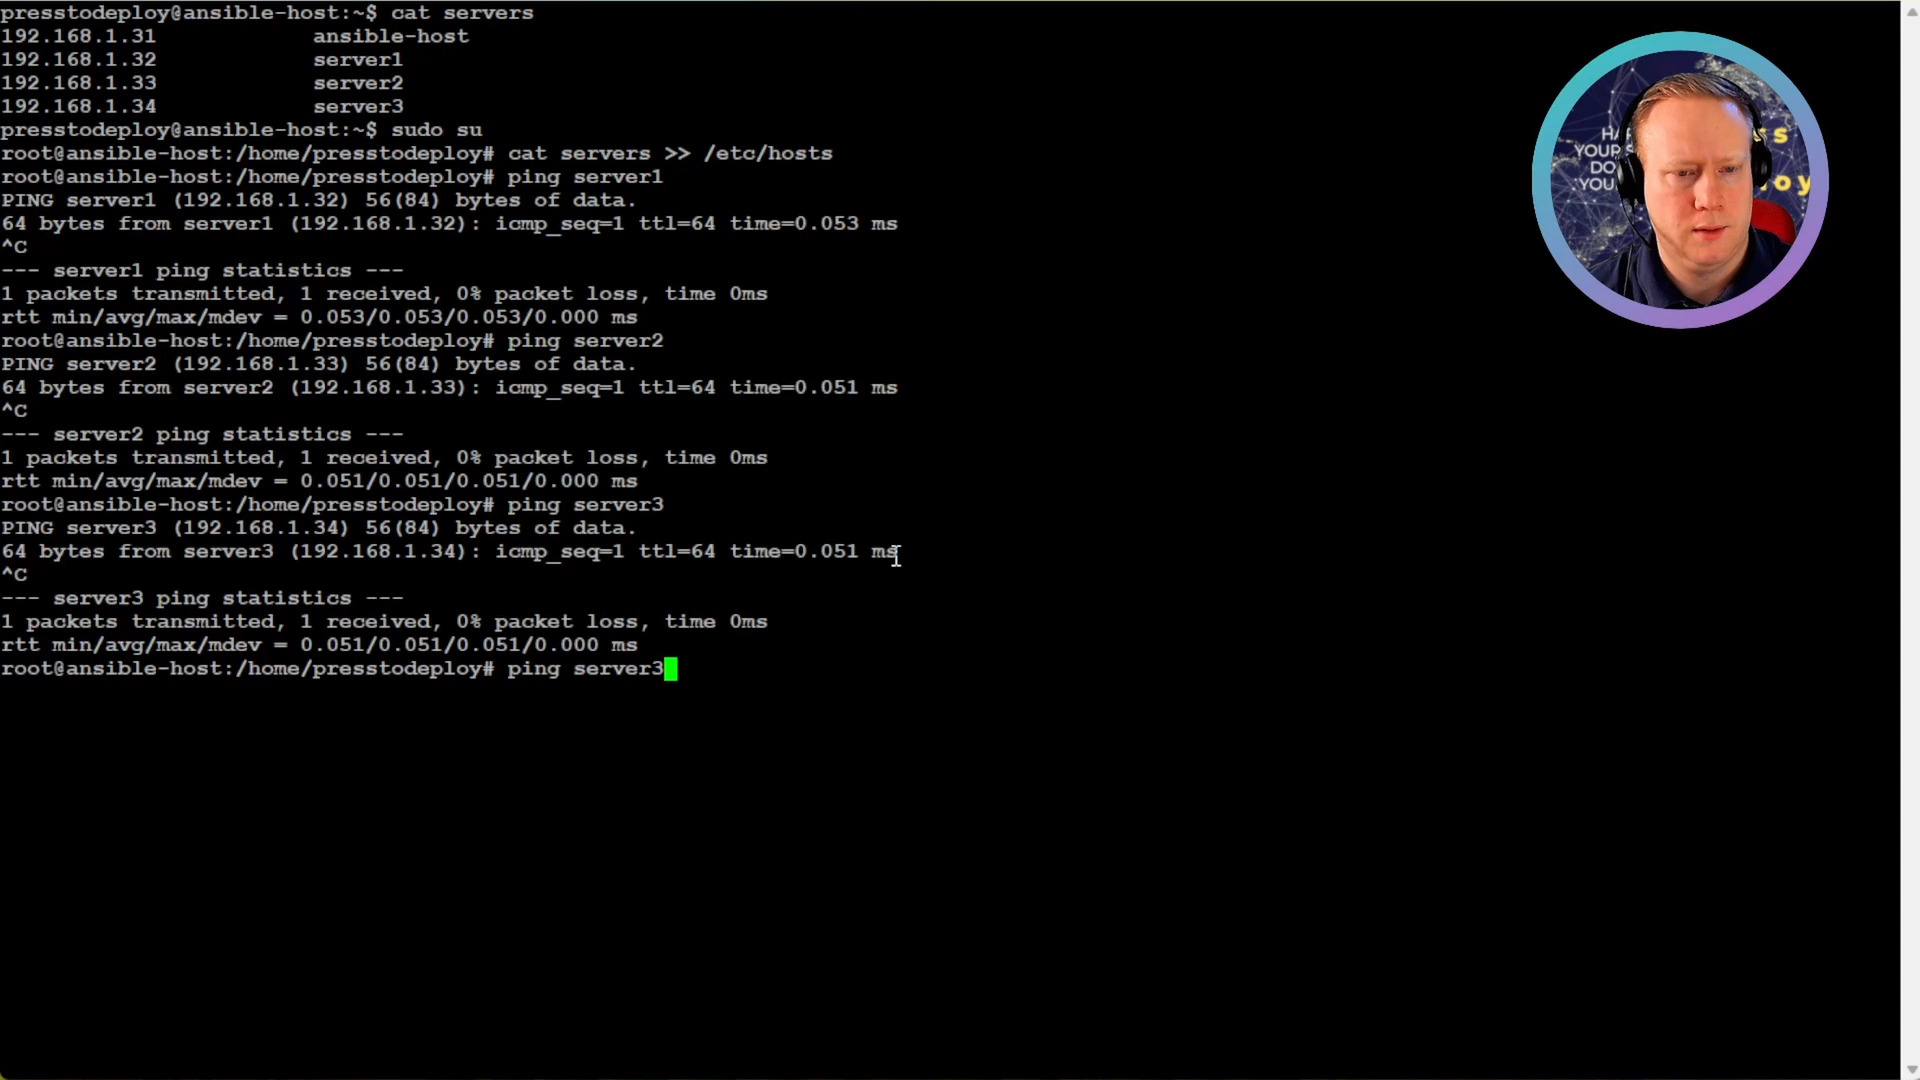 presstodeploy@ansible-host:~$ cat servers
192.168.1.31            ansible-host
192.168.1.32            server1
192.168.1.33            server2
192.168.1.34            server3
presstodeploy@ansible-host:~$ sudo su
root@ansible-host:/home/presstodeploy# cat servers >> /etc/hosts
root@ansible-host:/home/presstodeploy# ping server1
PING server1 (192.168.1.32) 56(84) bytes of data.
64 bytes from server1 (192.168.1.32): icmp_seq=1 ttl=64 time=0.053 ms
^C
--- server1 ping statistics ---
1 packets transmitted, 1 received, 0% packet loss, time 0ms
rtt min/avg/max/mdev = 0.053/0.053/0.053/0.000 ms
root@ansible-host:/home/presstodeploy# ping server2
PING server2 (192.168.1.33) 56(84) bytes of data.
64 bytes from server2 (192.168.1.33): icmp_seq=1 ttl=64 time=0.051 ms
^C
--- server2 ping statistics ---
1 packets transmitted, 1 received, 0% packet loss, time 0ms
rtt min/avg/max/mdev = 0.051/0.051/0.051/0.000 ms
root@ansible-host:/home/presstodeploy# ping server3
PING server3 (192.168.1.34) 56(84) bytes of data.
64 bytes from server3 (192.168.1.34): icmp_seq=1 ttl=64 time=0.051 ms
^C
--- server3 ping statistics ---
1 packets transmitted, 1 received, 0% packet loss, time 0ms
rtt min/avg/max/mdev = 0.051/0.051/0.051/0.000 ms
root@ansible-host:/home/presstodeploy# ping server3